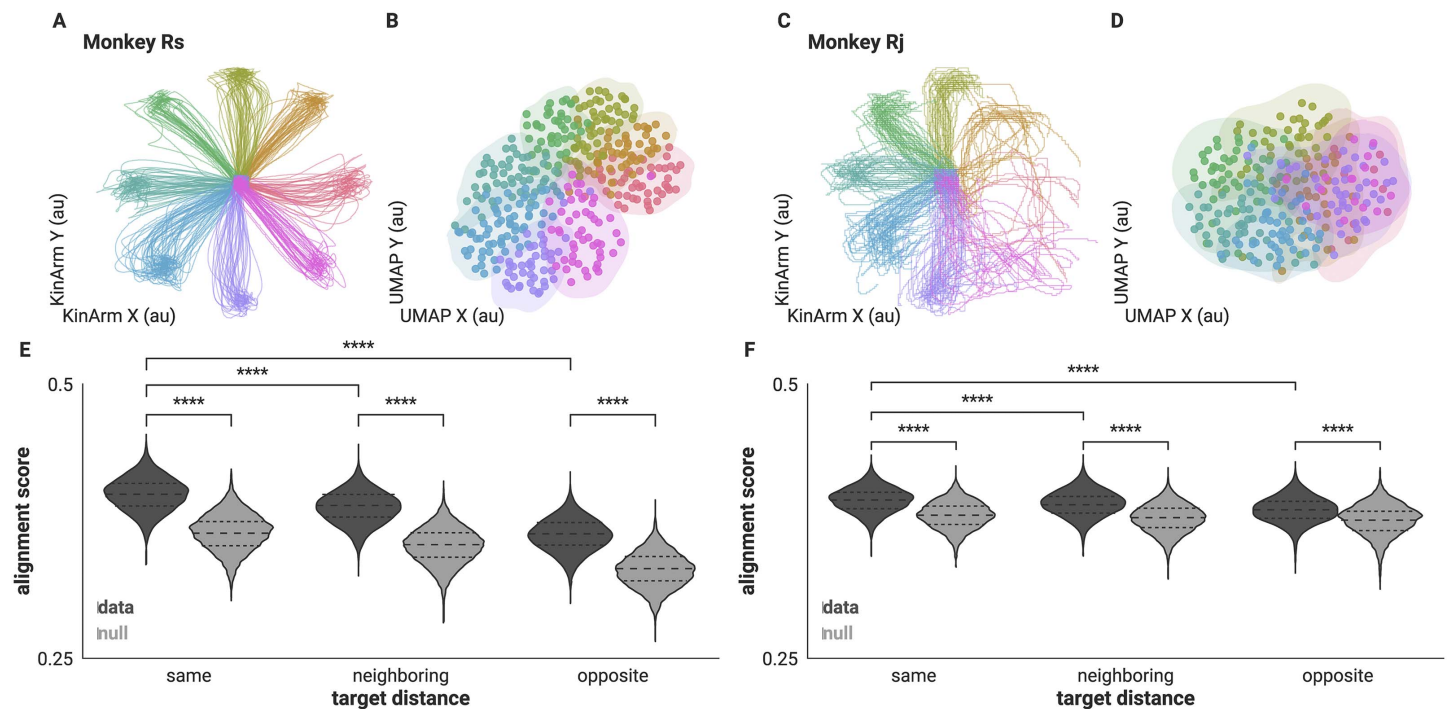 A
B
C
D
Monkey Rs
Monkey Rj
KinArm Y (au)
KinArm X (au)
UMAP Y (au)
UMAP X (au)
KinArm Y (au)
KinArm X (au)
UMAP Y (au)
UMAP X (au)
E
****
****
**** **** ****
0.5
alignment score
data
null
0.25
same neighboring opposite
target distance
F
****
****
**** **** ****
0.5
alignment score
data
null
0.25
same neighboring opposite
target distance